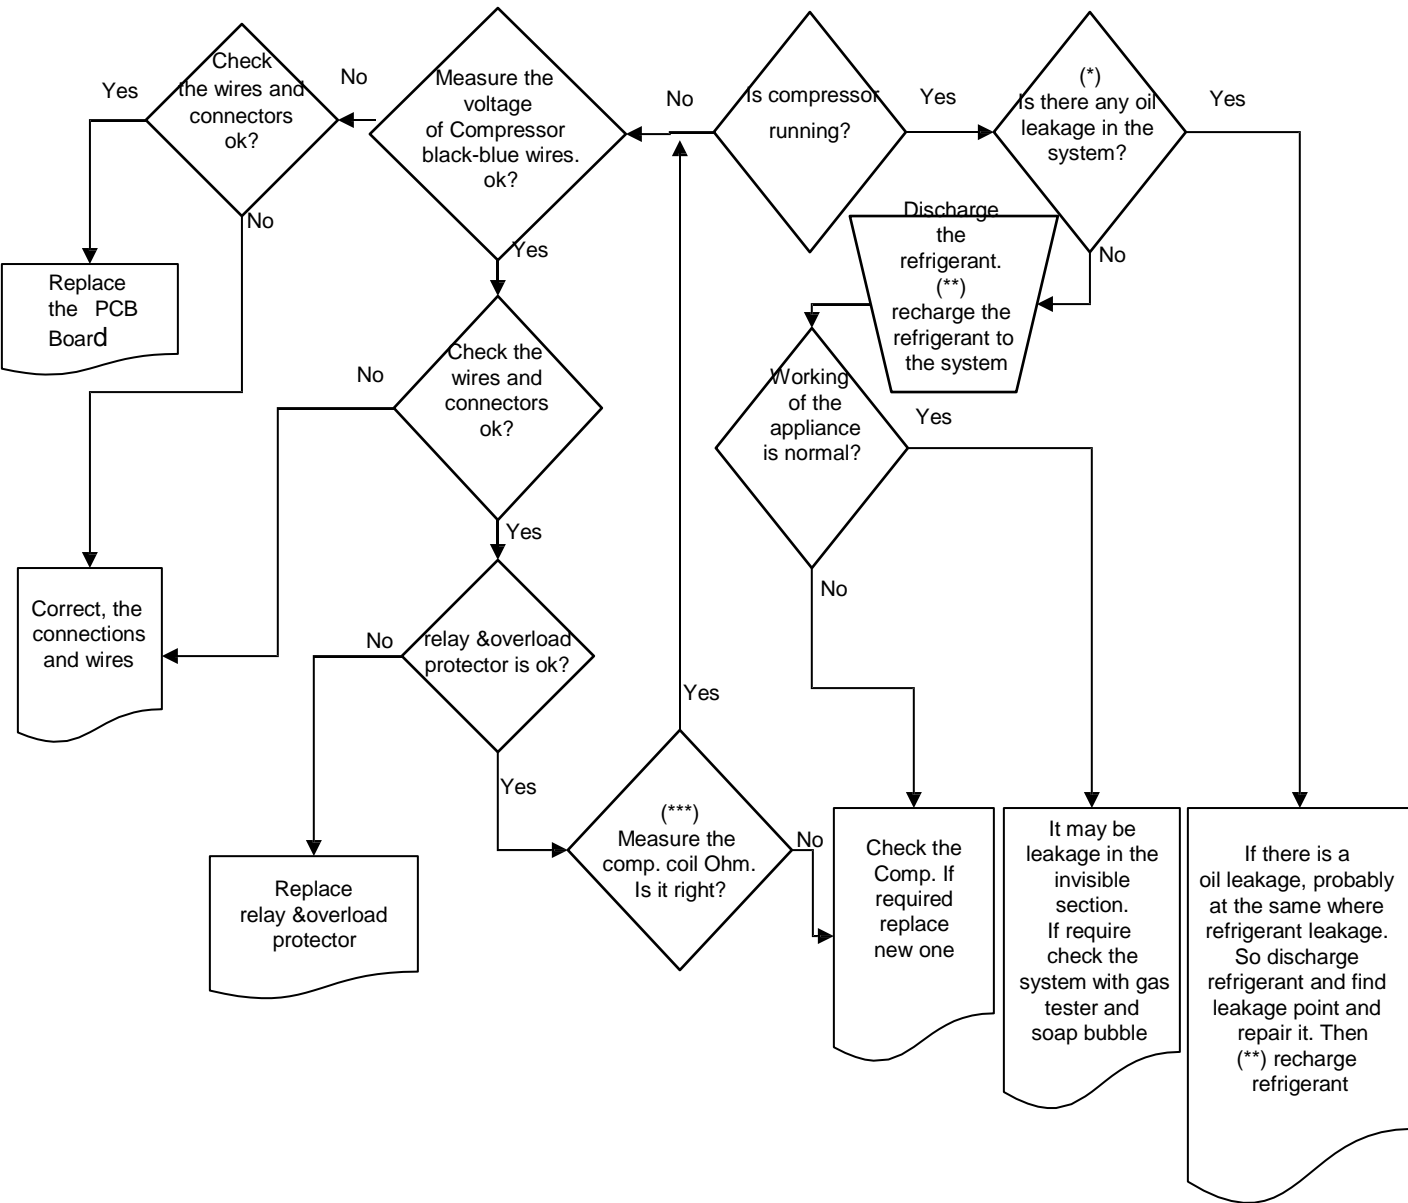 Check
the wires and
connectors
ok?
Yes
No
No
Measure the
voltage
of Compressor
black-blue wires.
ok?
No
Yes
Is compressor
running?
Yes
(*)
Is there any oil
leakage in the
system?
Yes
No
Discharge
the
refrigerant.
(**)
recharge the
refrigerant to
the system
Replace
the PCB
Board
Check the
wires and
connectors
ok?
No
Yes
Working
of the
appliance
is normal?
Yes
No
Correct, the
connections
and wires
relay &overload
protector is ok?
No
Yes
Yes
(***)
Measure the
comp. coil Ohm.
Is it right?
No
Replace
relay &overload
protector
Check the
Comp. If
required
replace
new one
It may be
leakage in the
invisible
section.
If require
check the
system with gas
tester and
soap bubble
If there is a
oil leakage, probably
at the same where
refrigerant leakage.
So discharge
refrigerant and find
leakage point and
repair it. Then
(**) recharge
refrigerant